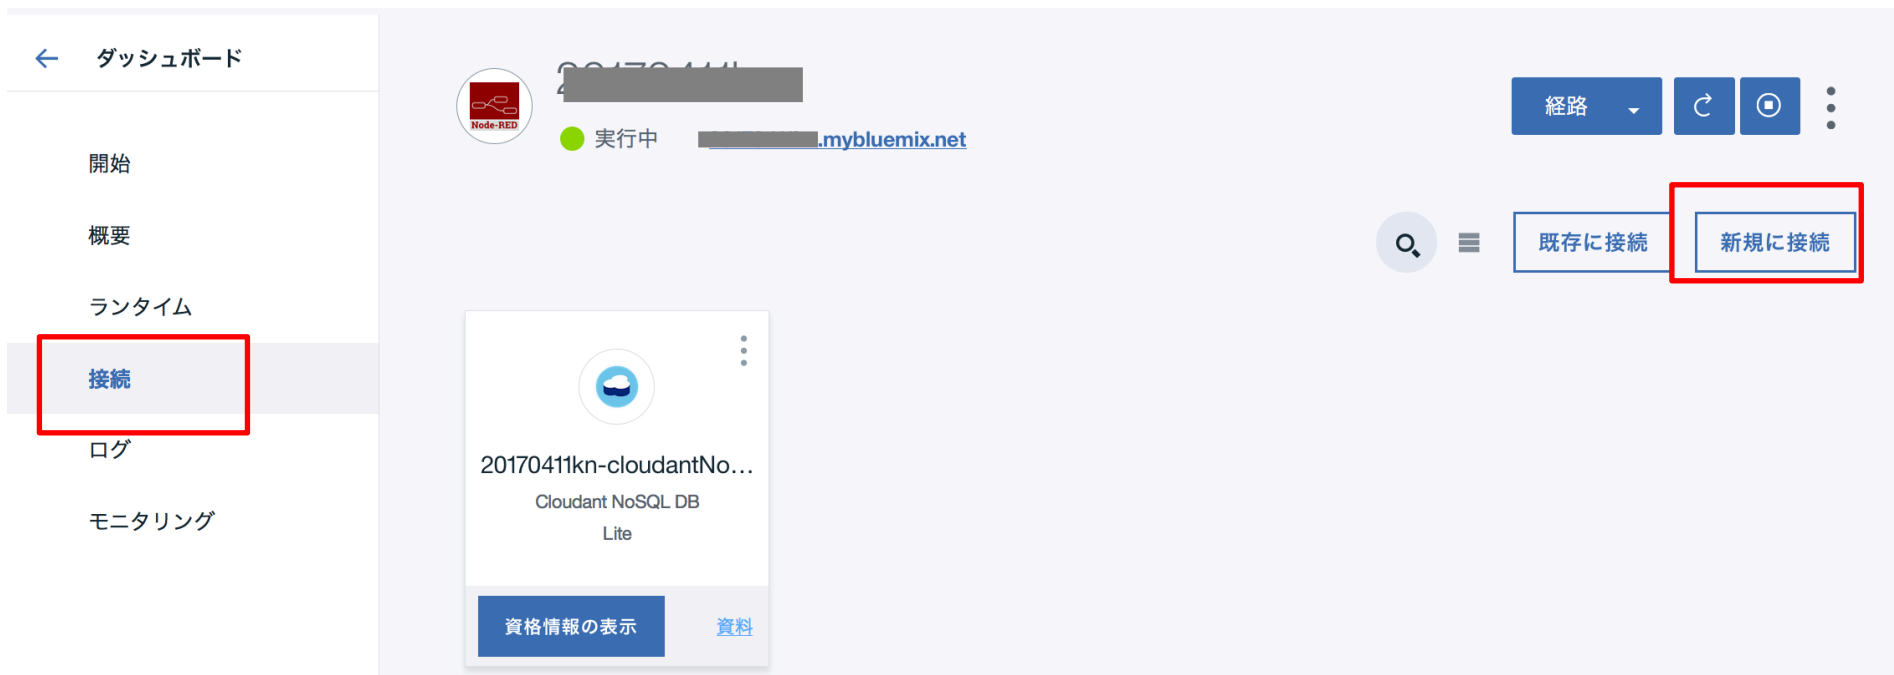 ダッシュボード
開始
概要
ランタイム
接続
ログ
モニタリング
Node-RED
実行中
.mybluemix.net
経路
既存に接続
新規に接続
20170411kn-cloudantNo...
Cloudant NoSQL DB
Lite
資格情報の表示
資料